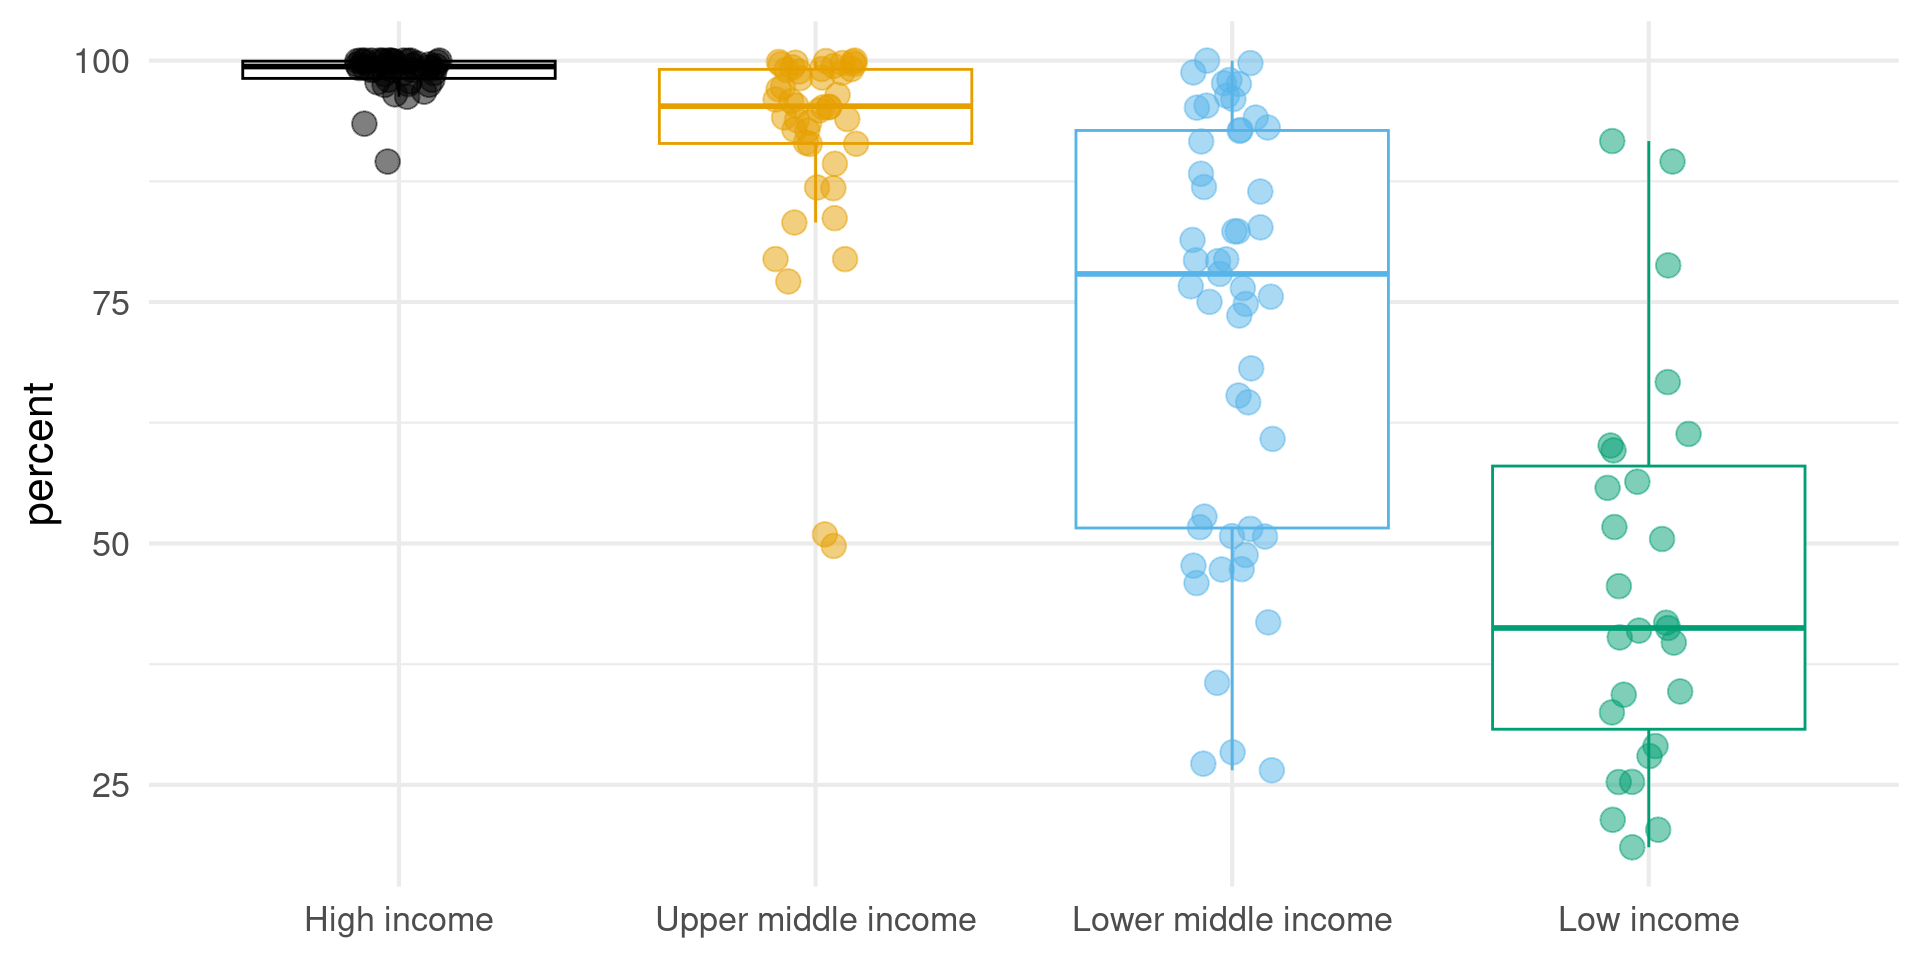 percent
100
75
50
25
High income
Upper middle income
Lower middle income
Low income